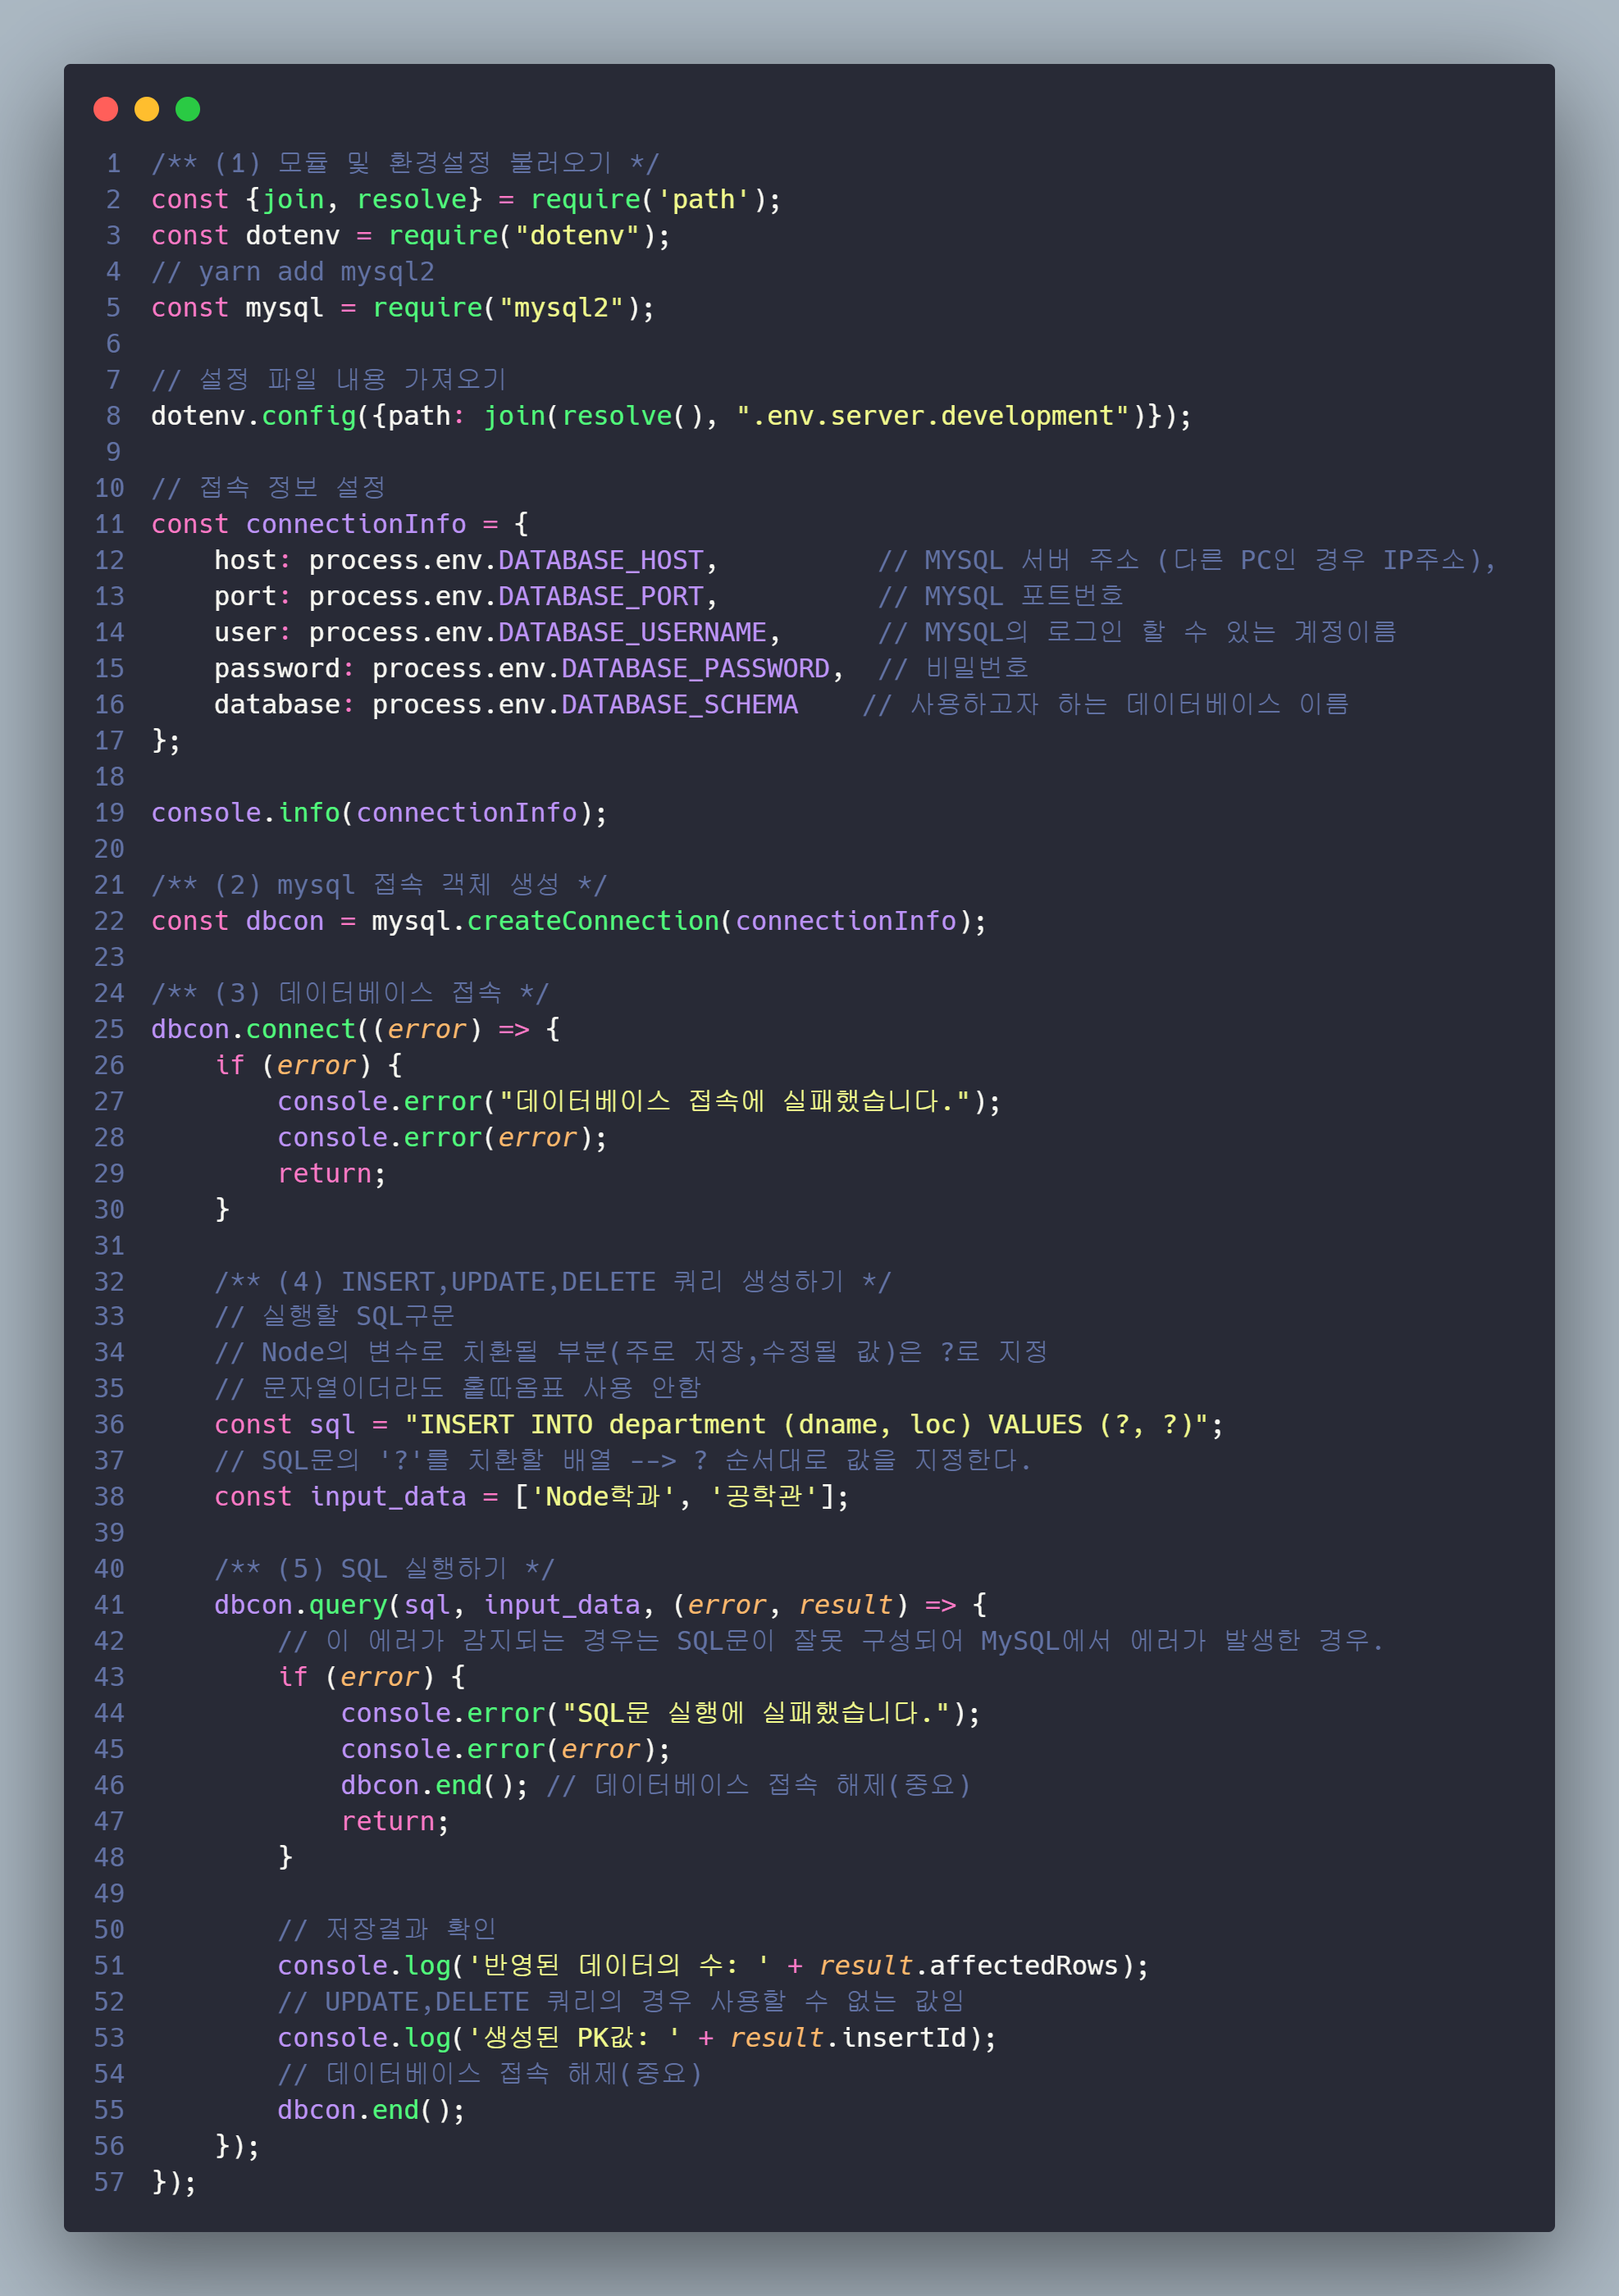 1 /** (1) 모듈 및 환경설정 불러오기 */
2 const {join, resolve} = require('path');
3 const dotenv = require("dotenv");
4 // yarn add mysql2
5 const mysql = require("mysql2");
6
7 // 설정 파일 내용 가져오기
8 dotenv.config({path: join(resolve(), ".env.server.development")});
9
10 // 접속 정보 설정
11 const connectionInfo = {
12     host: process.env.DATABASE_HOST,          // MYSQL 서버 주소 (다른 PC인 경우 IP주소),
13     port: process.env.DATABASE_PORT,          // MYSQL 포트번호
14     user: process.env.DATABASE_USERNAME,      // MYSQL의 로그인 할 수 있는 계정이름
15     password: process.env.DATABASE_PASSWORD,  // 비밀번호
16     database: process.env.DATABASE_SCHEMA    // 사용하고자 하는 데이터베이스 이름
17 };
18
19 console.info(connectionInfo);
20
21 /** (2) mysql 접속 객체 생성 */
22 const dbcon = mysql.createConnection(connectionInfo);
23
24 /** (3) 데이터베이스 접속 */
25 dbcon.connect((error) => {
26     if (error) {
27         console.error("데이터베이스 접속에 실패했습니다.");
28         console.error(error);
29         return;
30     }
31
32     /** (4) INSERT,UPDATE,DELETE 쿼리 생성하기 */
33     // 실행할 SQL구문
34     // Node의 변수로 치환될 부분(주로 저장,수정될 값)은 ?로 지정
35     // 문자열이더라도 홑따옴표 사용 안함
36     const sql = "INSERT INTO department (dname, loc) VALUES (?, ?)";
37     // SQL문의 '?'를 치환할 배열 --> ? 순서대로 값을 지정한다.
38     const input_data = ['Node학과', '공학관'];
39
40     /** (5) SQL 실행하기 */
41     dbcon.query(sql, input_data, (error, result) => {
42         // 이 에러가 감지되는 경우는 SQL문이 잘못 구성되어 MySQL에서 에러가 발생한 경우.
43         if (error) {
44             console.error("SQL문 실행에 실패했습니다.");
45             console.error(error);
46             dbcon.end(); // 데이터베이스 접속 해제(중요)
47             return;
48         }
49
50         // 저장결과 확인
51         console.log('반영된 데이터의 수: ' + result.affectedRows);
52         // UPDATE,DELETE 쿼리의 경우 사용할 수 없는 값임
53         console.log('생성된 PK값: ' + result.insertId);
54         // 데이터베이스 접속 해제(중요)
55         dbcon.end();
56     });
57 });